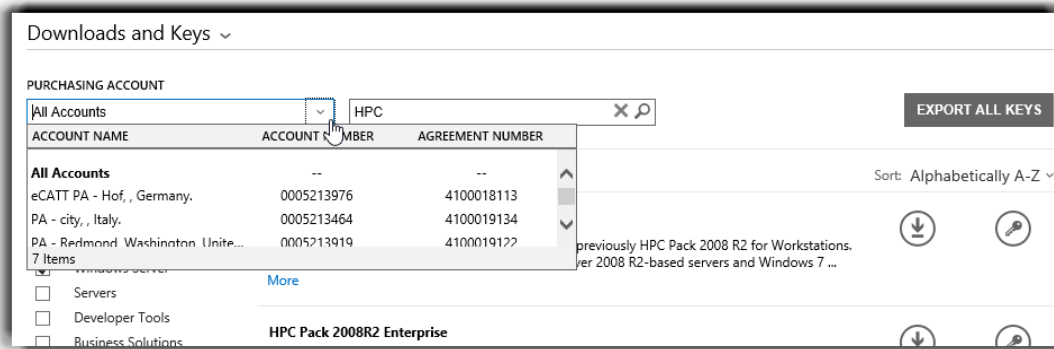 Downloads and Keys
PURCHASING ACCOUNT
All Accounts
HPC
EXPORT ALL KEYS
ACCOUNT NAME ACCOUNT NUMBER AGREEMENT NUMBER
All Accounts -- --
Sort: Alphabetically A-Z
eCATT PA - Hof, , Germany. 0005213976 4100018113
PA - city, , Italy. 0005213464 4100019134
PA - Redmond, Washington, Unite... 0005213919 4100019122
previously HPC Pack 2008 R2 for Workstations.
7 Items
er 2008 R2-based servers and Windows 7 ...
Windows Server
More
Servers
Developer Tools
HPC Pack 2008R2 Enterprise
Business Solutions